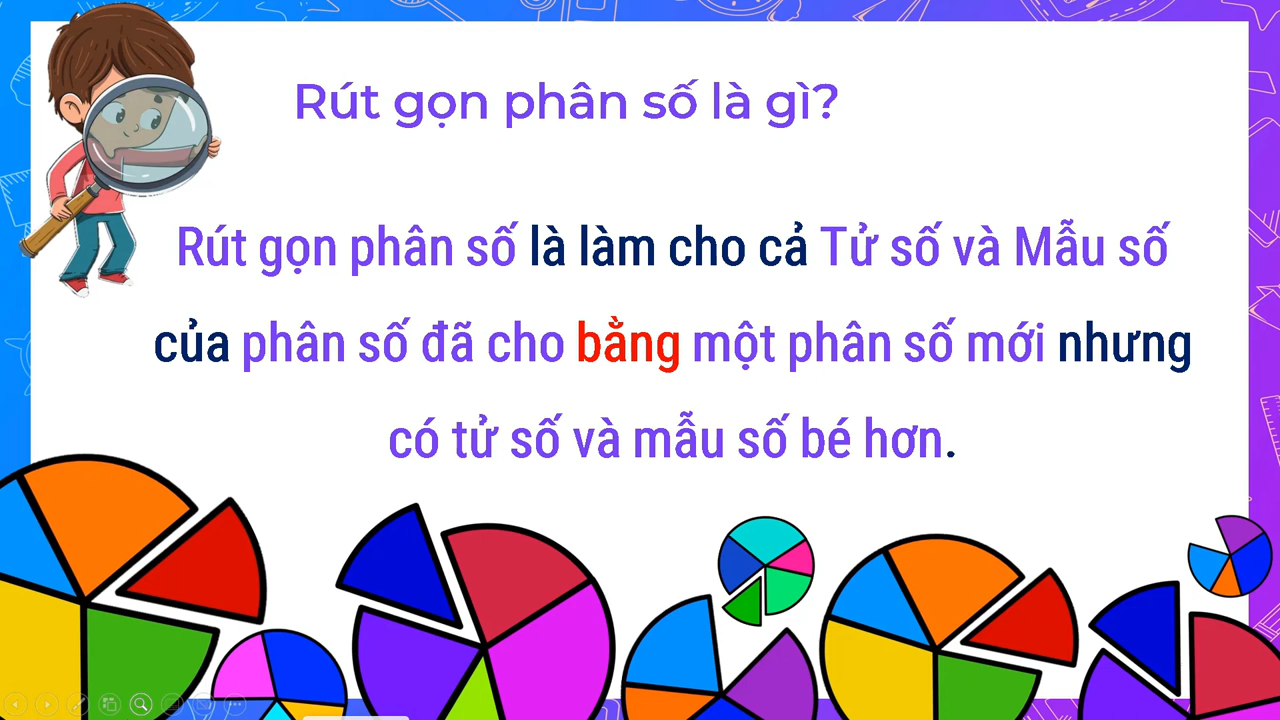 Rút gọn phân số là gì?
Rút gọn phân số là làm cho cả Tử số và Mẫu số
của phân số đã cho bằng một phân số mới nhưng
có tử số và mẫu số bé hơn.